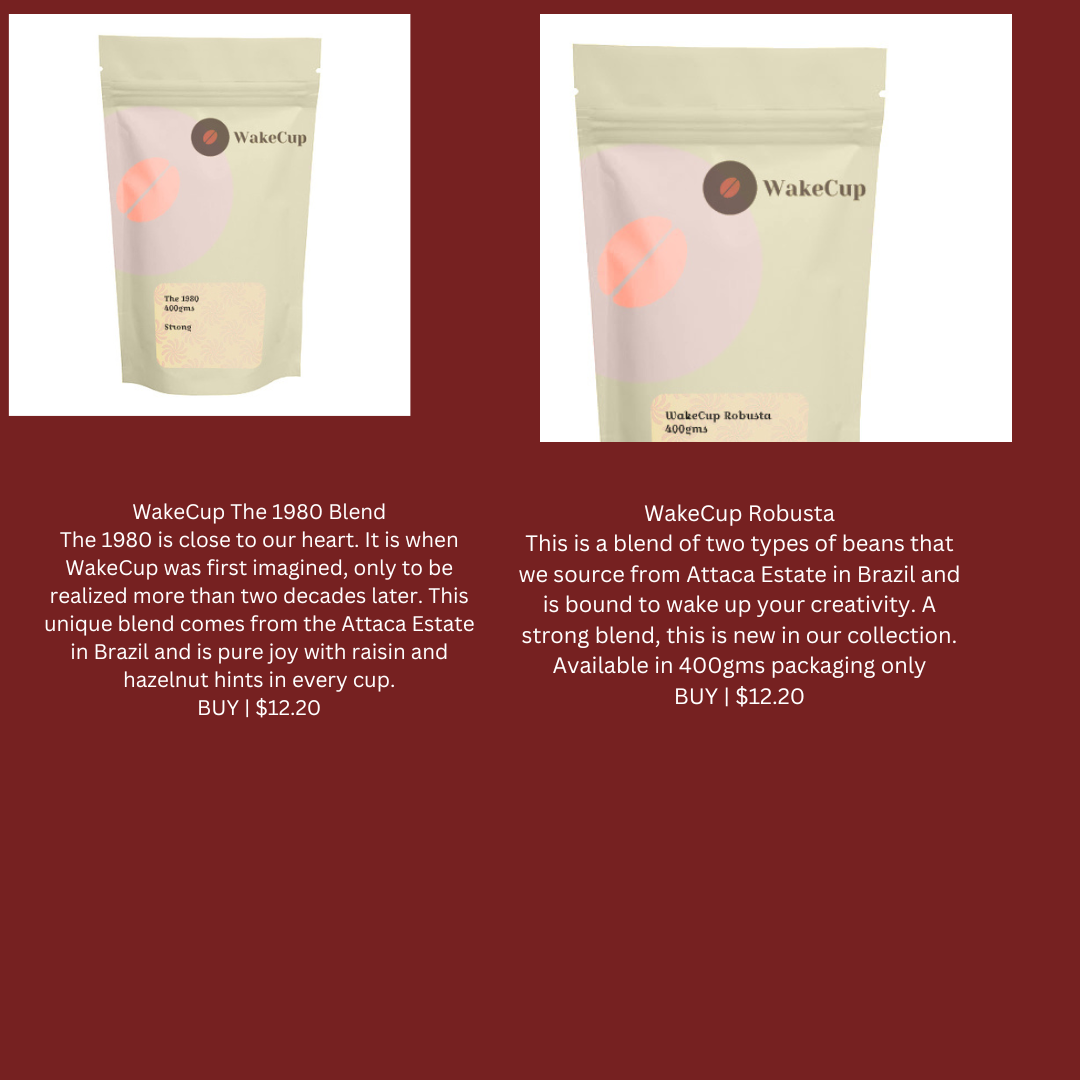 WakeCup
The 1980
400gms
Strong
WakeCup
WakeCup Robusta
400gms
WakeCup The 1980 Blend
The 1980 is close to our heart. It is when
WakeCup was first imagined, only to be
realized more than two decades later. This
unique blend comes from the Attaca Estate
in Brazil and is pure joy with raisin and
hazelnut hints in every cup.
BUY | $12.20
WakeCup Robusta
This is a blend of two types of beans that
we source from Attaca Estate in Brazil and
is bound to wake up your creativity. A
strong blend, this is new in our collection.
Available in 400gms packaging only
BUY | $12.20